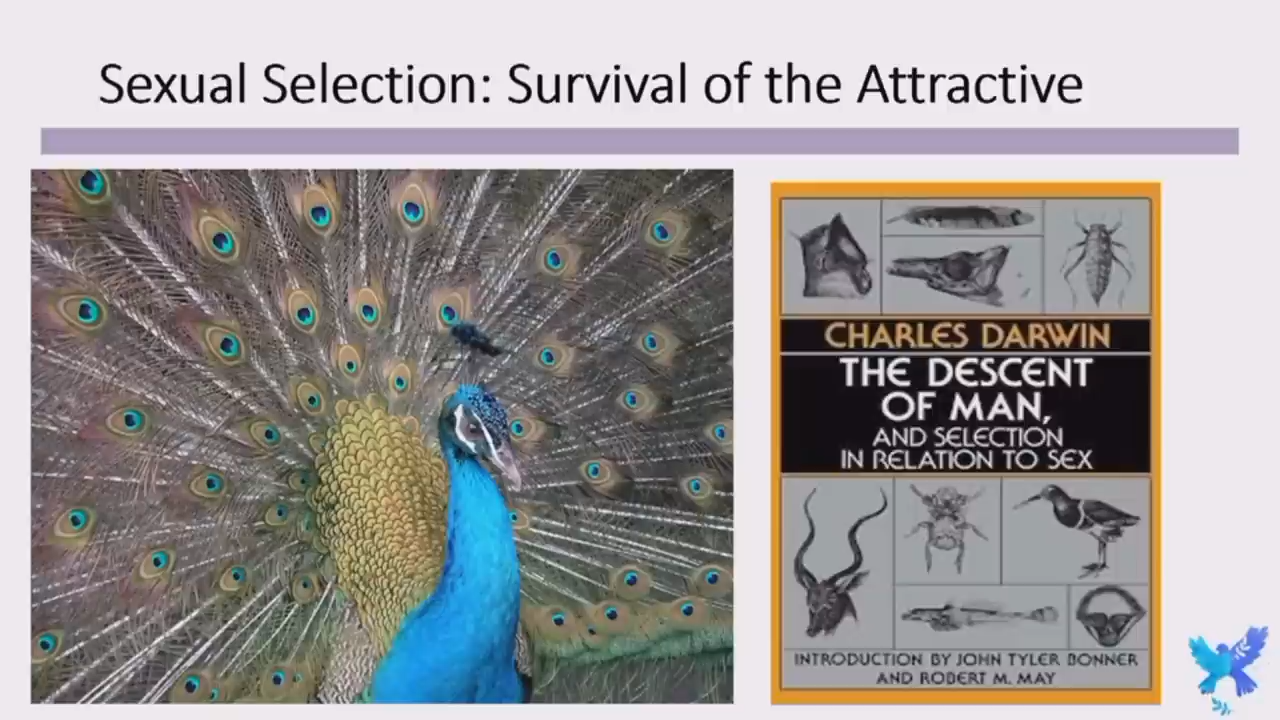 Sexual Selection: Survival of the Attractive
CHARLES DARWIN
THE DESCENT
OF MAN,
AND SELECTION
IN RELATION TO SEX
INTRODUCTION BY JOHN TYLER BONNER
AND ROBERT M. MAY